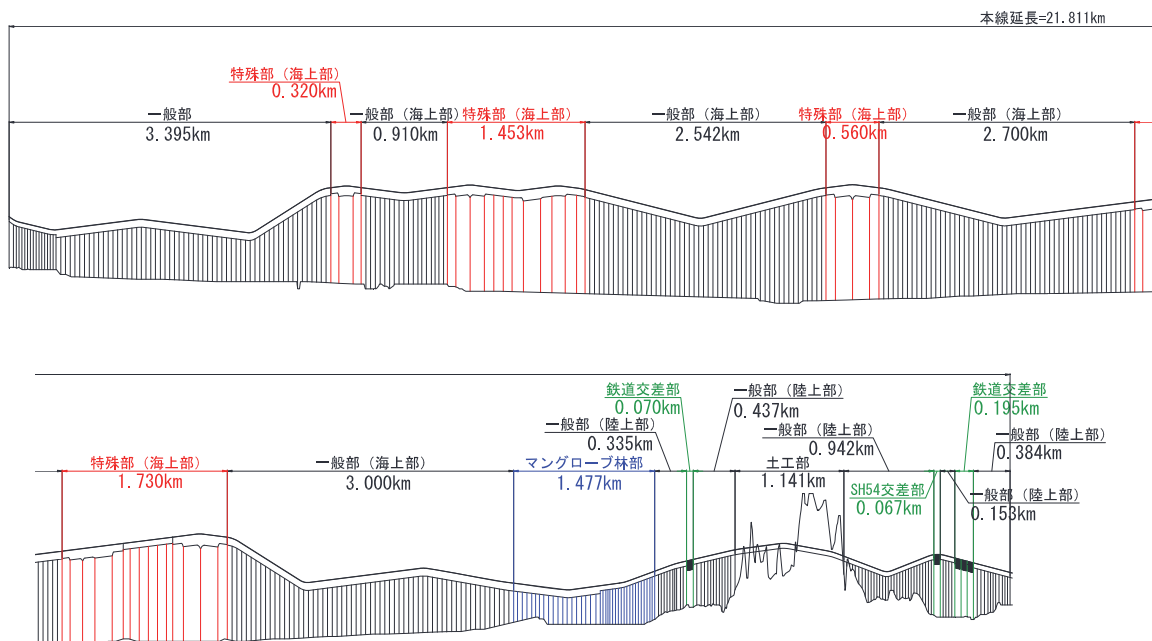 本線延長=21.811km
特殊部（海上部）
0.320km
一般部
3.395km
一般部（海上部）
0.910km
特殊部（海上部）
1.453km
一般部（海上部）
2.542km
特殊部（海上部）
0.560km
一般部（海上部）
2.700km
鉄道交差部
0.070km
一般部（陸上部）
0.437km
鉄道交差部
0.195km
一般部（陸上部）
0.335km
一般部（陸上部）
0.942km
一般部（陸上部）
0.384km
特殊部（海上部）
1.730km
一般部（海上部）
3.000km
マングローブ林部
1.477km
土工部
1.141km
SH54交差部
0.067km
一般部（陸上部）
0.153km